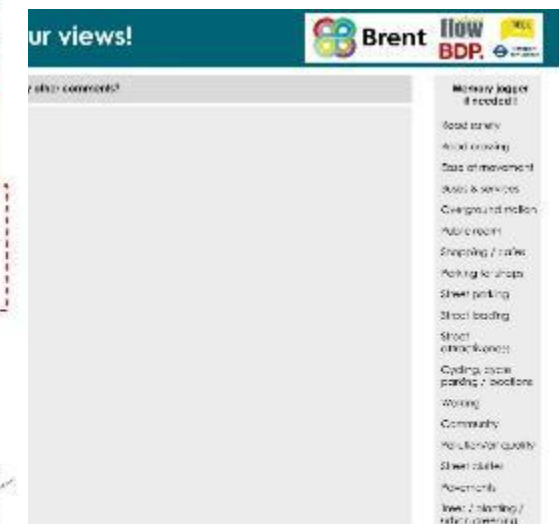 ur views!
Brent
flow
BDP.
y other comments?
Memory jogger
if needed!
Road safety
Road crossing
Ease of movement
Buses & services
Overground station
Public realm
Shopping / cafes
Parking for shops
Street parking
Street loading
Street
attractiveness
Cycling, cycle
parking / locations
Walking
Community
Pollution/air quality
Street clutter
Pavements
Trees / planting /
urban greening